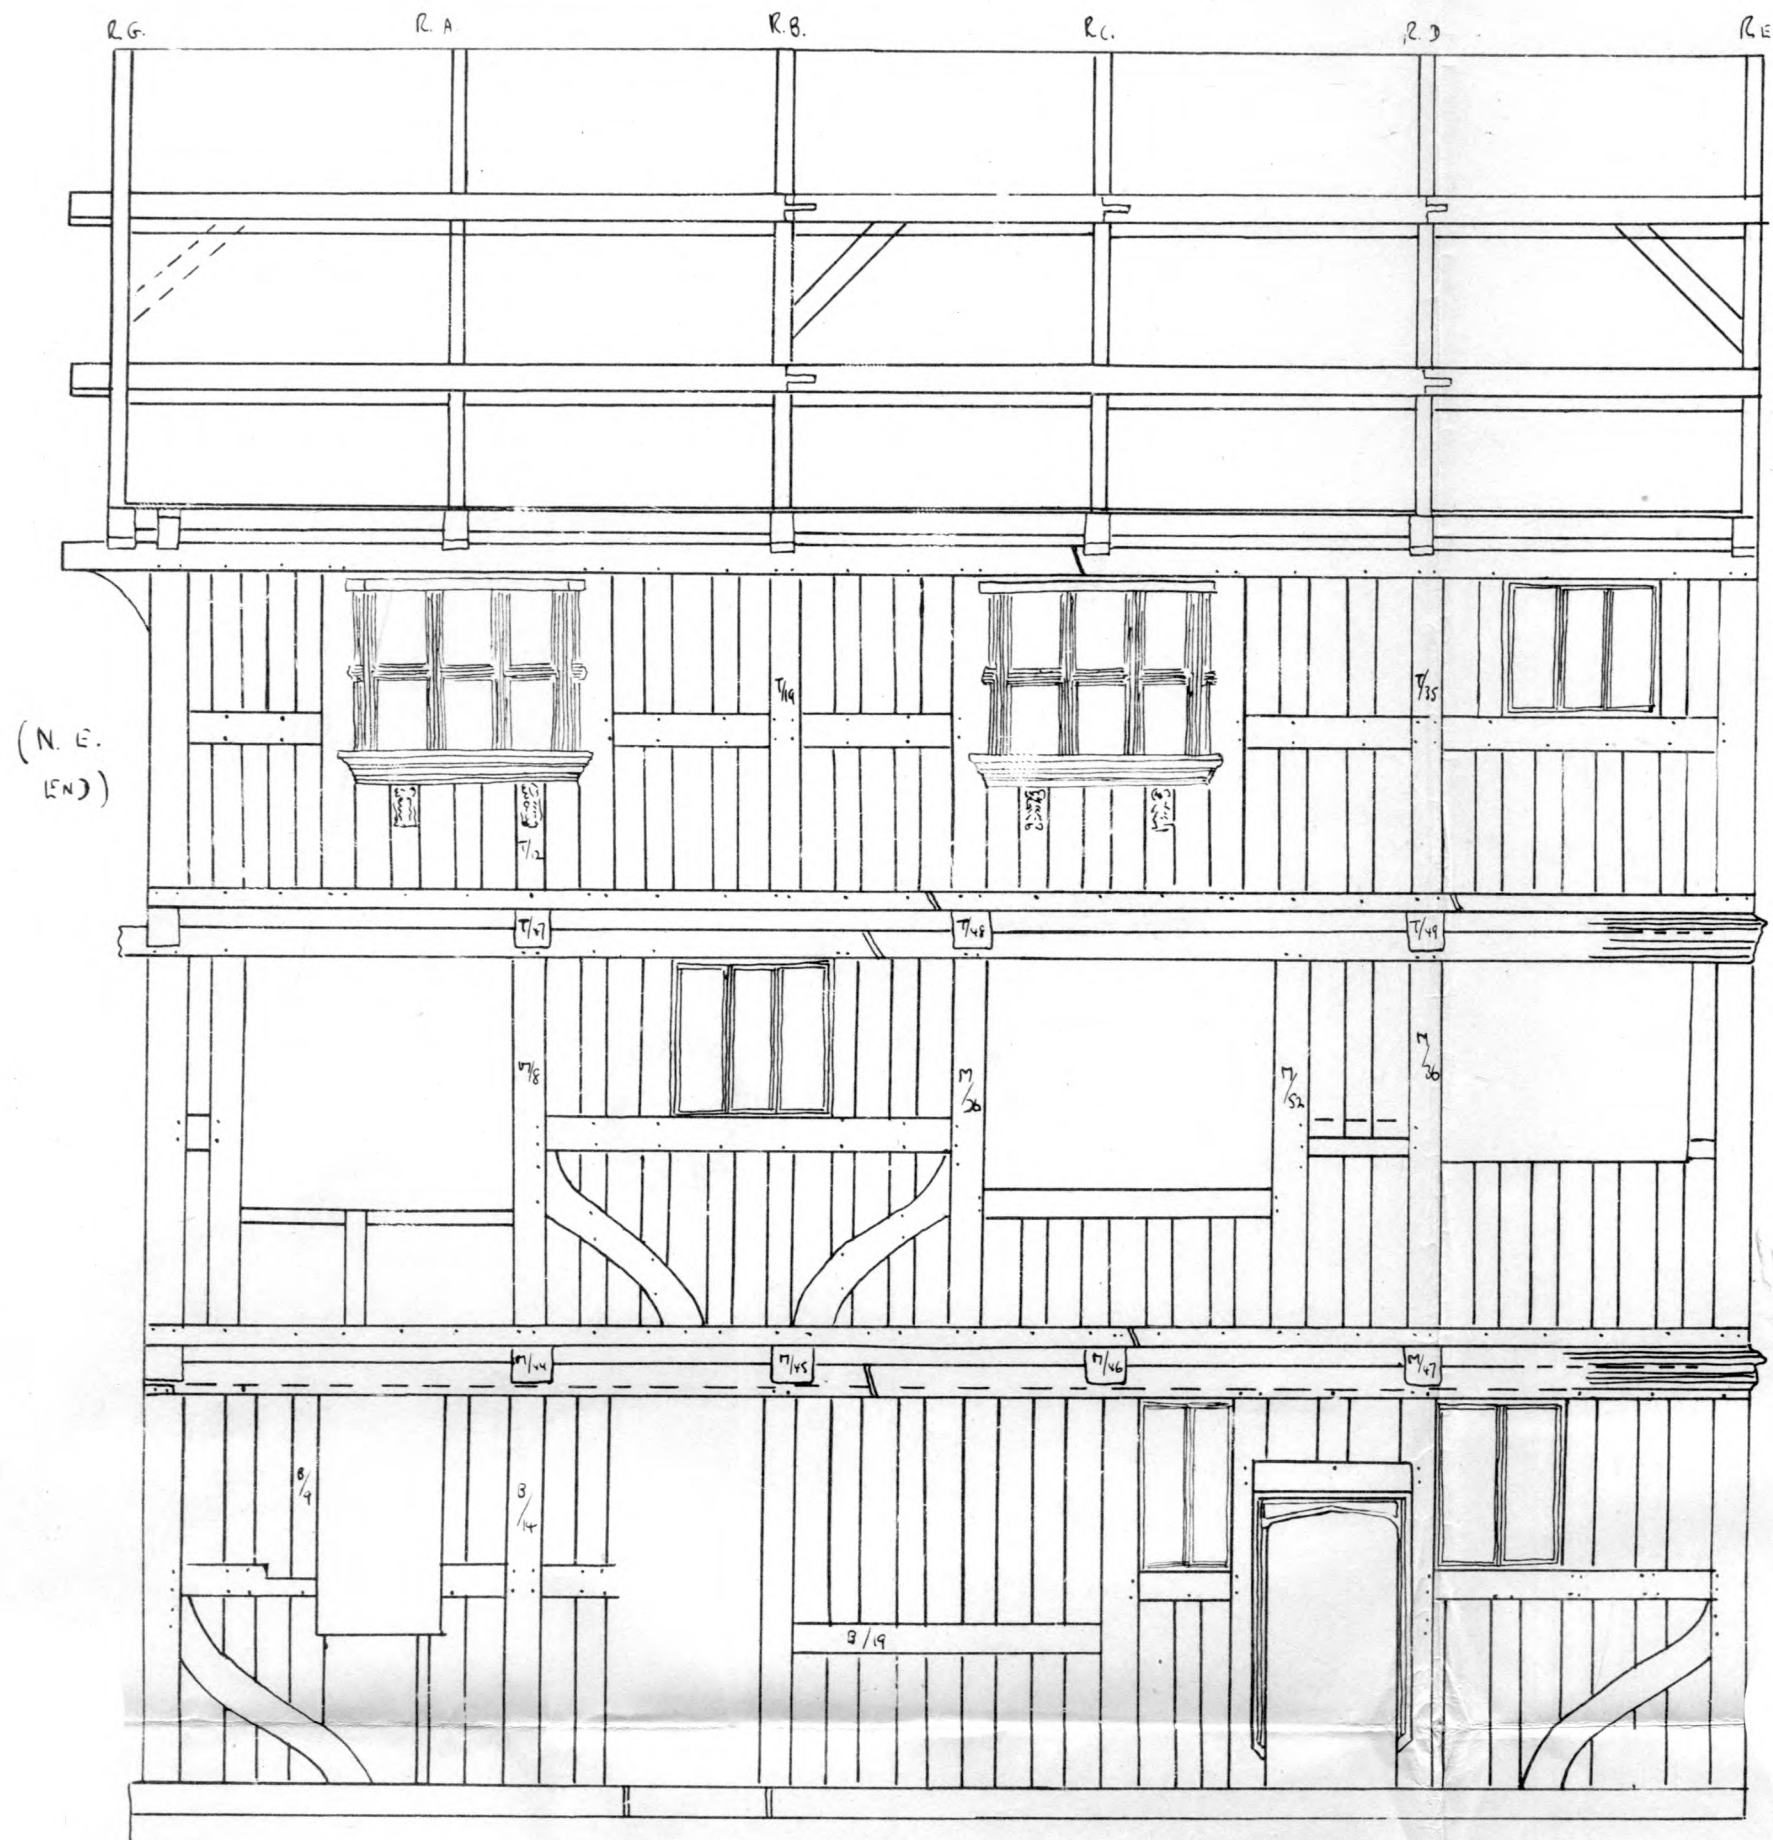 R.G. R.A R.B. R.C. R.D R.E
T/19
T/35
(N.E.
END)
T/12
T/47 T/48 T/49
M/8
M/26
M/52
M/36
M/44 M/45 M/46 M/47
B/9
B/14
B/19